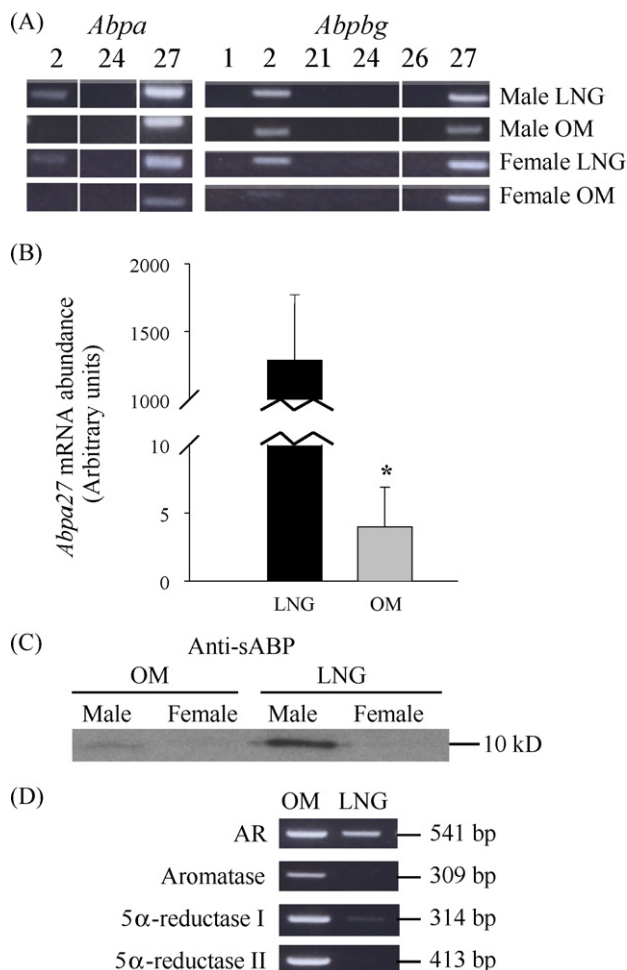 (A)
Abpa Abpbg
2 24 27 1 2 21 24 26 27
Male LNG
Male OM
Female LNG
Female OM
(B)
Abpa27 mRNA abundance
(Arbitrary units)
2000
1500
1000
10
5
0
*
LNG OM
(C)
Anti-sABP
OM LNG
Male Female Male Female
10 kD
(D)
OM LNG
AR 541 bp
Aromatase 309 bp
5α-reductase I 314 bp
5α-reductase II 413 bp